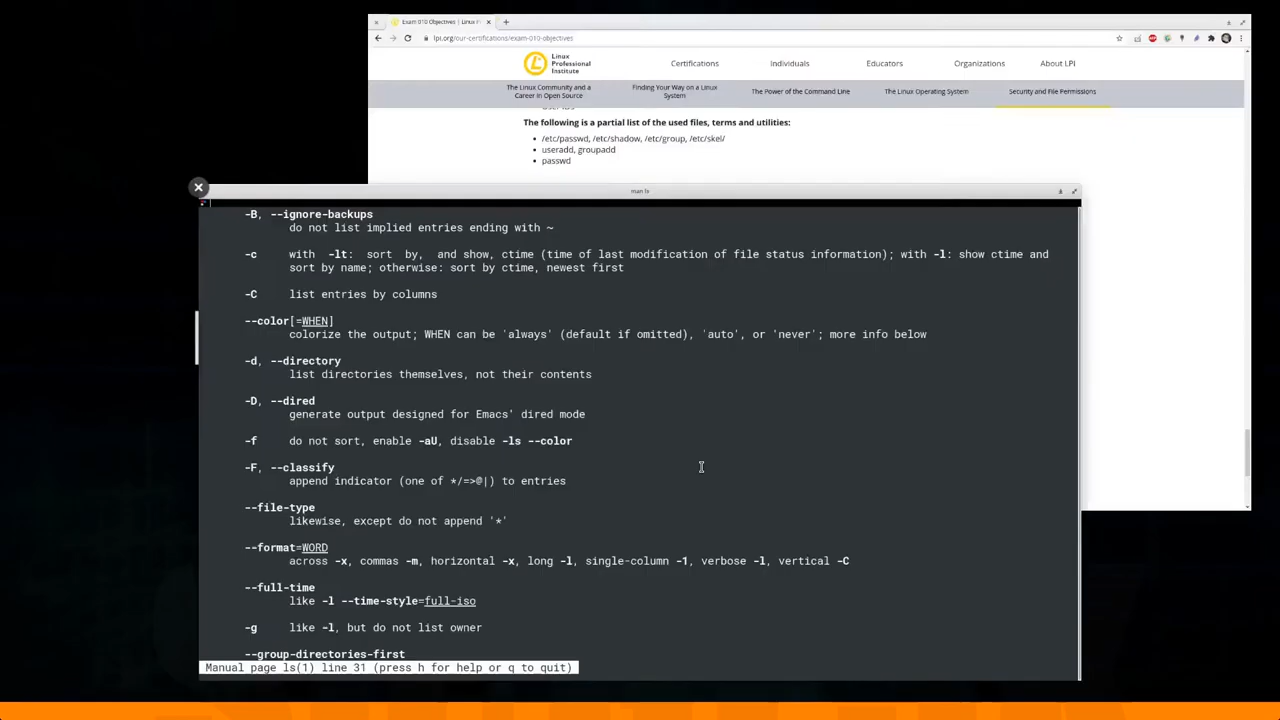 Exam 010 Objectives | Linux P
lpi.org/our-certifications/exam-010-objectives
Linux
Professional
Institute
Certifications
Individuals
Educators
Organizations
About LPI
The Linux Community and a
Career in Open Source
Finding Your Way on a Linux
System
The Power of the Command Line
The Linux Operating System
Security and File Permissions
The following is a partial list of the used files, terms and utilities:
• /etc/passwd, /etc/shadow, /etc/group, /etc/skel/
• useradd, groupadd
• passwd
man ls
-B, --ignore-backups
do not list implied entries ending with ~
-c with -lt: sort by, and show, ctime (time of last modification of file status information); with -l: show ctime and
sort by name; otherwise: sort by ctime, newest first
-C list entries by columns
--color[=WHEN]
colorize the output; WHEN can be 'always' (default if omitted), 'auto', or 'never'; more info below
-d, --directory
list directories themselves, not their contents
-D, --dired
generate output designed for Emacs' dired mode
-f do not sort, enable -aU, disable -ls --color
-F, --classify
append indicator (one of */=>@|) to entries
--file-type
likewise, except do not append '*'
--format=WORD
across -x, commas -m, horizontal -x, long -l, single-column -1, verbose -l, vertical -C
--full-time
like -l --time-style=full-iso
-g like -l, but do not list owner
--group-directories-first
Manual page ls(1) line 31 (press h for help or q to quit)